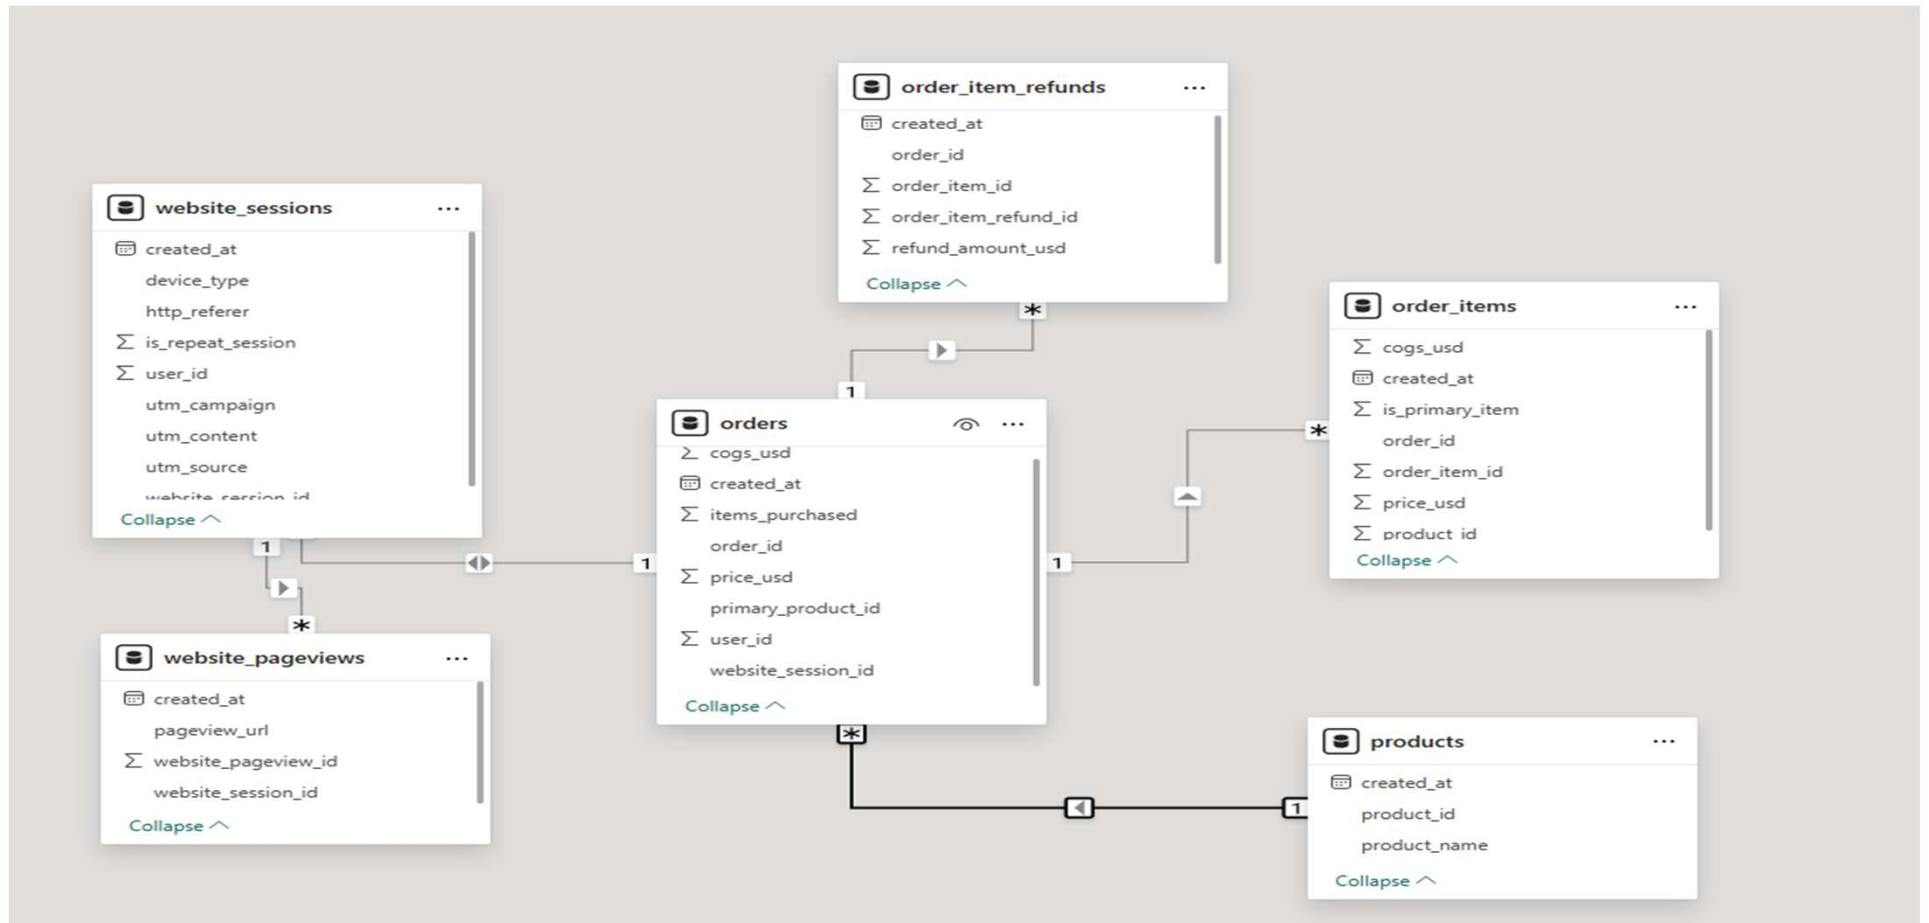 order_item_refunds ...
created_at
order_id
Σ order_item_id
Σ order_item_refund_id
Σ refund_amount_usd
Collapse
*
1
website_sessions ...
created_at
device_type
http_referer
Σ is_repeat_session
Σ user_id
utm_campaign
utm_content
utm_source
website_session_id
Collapse
1
1
*
order_items ...
Σ cogs_usd
created_at
Σ is_primary_item
order_id
Σ order_item_id
Σ price_usd
Σ product_id
Collapse
*
1
orders ...
Σ cogs_usd
created_at
Σ items_purchased
order_id
Σ price_usd
primary_product_id
Σ user_id
website_session_id
Collapse
*
1
website_pageviews ...
created_at
pageview_url
Σ website_pageview_id
website_session_id
Collapse
products ...
created_at
product_id
product_name
Collapse